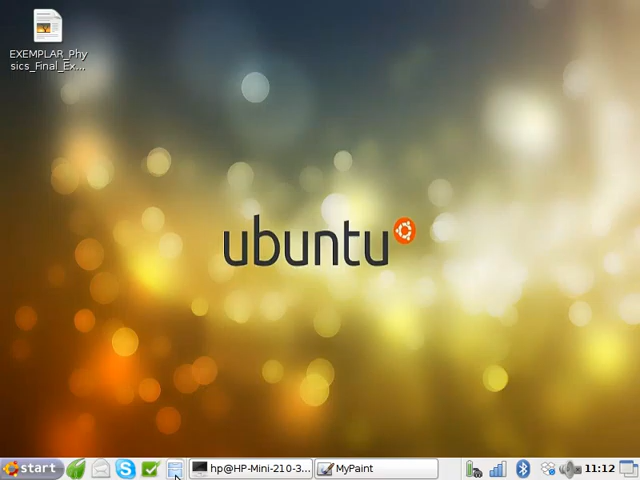 EXEMPLAR_Phy
sics_Final_Ex...
ubuntu
start
hp@HP-Mini-210-3...
MyPaint
11:12